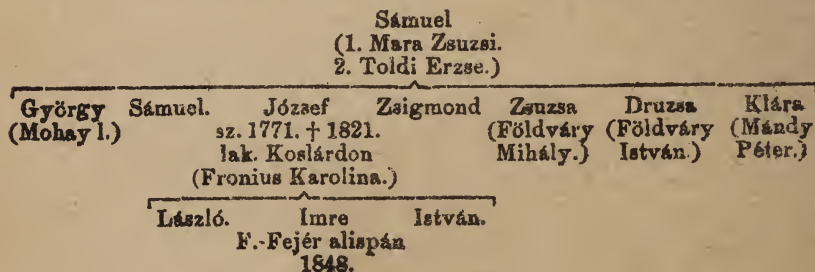 Sámuel
(1. Mara Zsuzsi.
2. Toldi Erzse.)
György Sámuel. József Zsigmond Zsuzsa Druzsa Klára
(Mohay l.) sz. 1771. † 1821. (Földváry (Földváry (Mándy
lak. Koslárdon Mihály.) István.) Péter.)
(Fronius Karolina.)
László. Imre István.
F.-Fejér alispán
1848.